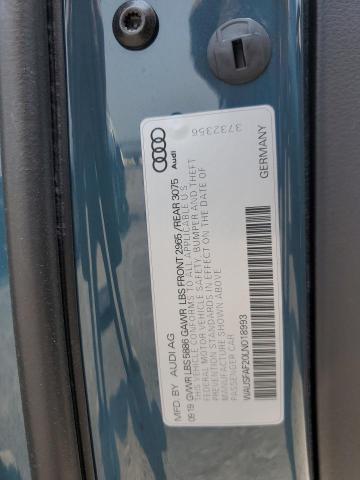 Audi
3732356
MFD BY AUDI AG
09/19 GVWR LBS 5886 GAWR LBS FRONT 2965 /REAR 3075
THIS VEHICLE CONFORMS TO ALL APPLICABLE U.S.
FEDERAL MOTOR VEHICLE SAFETY, BUMPER AND THEFT
PREVENTION STANDARDS IN EFFECT ON THE DATE OF
MANUFACTURE SHOWN ABOVE
PASSENGER CAR
WAUSFAF20LN018993
GERMANY